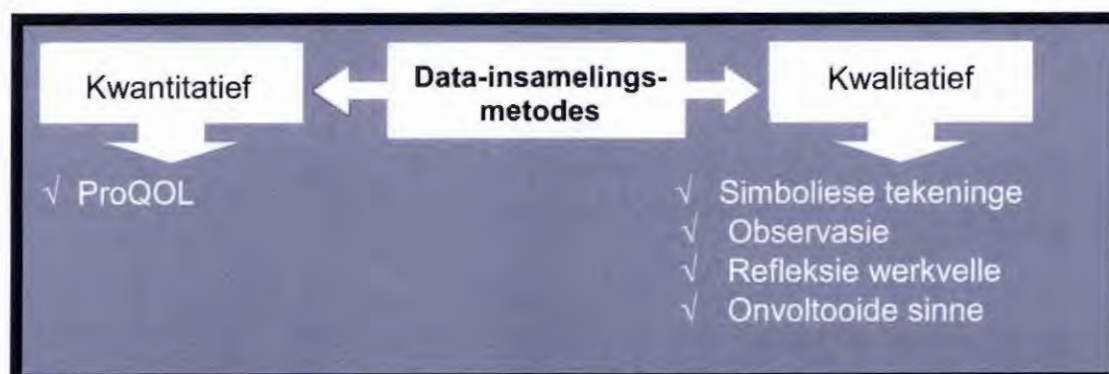 Kwantitatief
Data-insamelings-
metodes
Kwalitatief
√ ProQOL
√ Simboliese tekeninge
√ Observasie
√ Refleksie werkvelle
√ Onvoltooide sinne